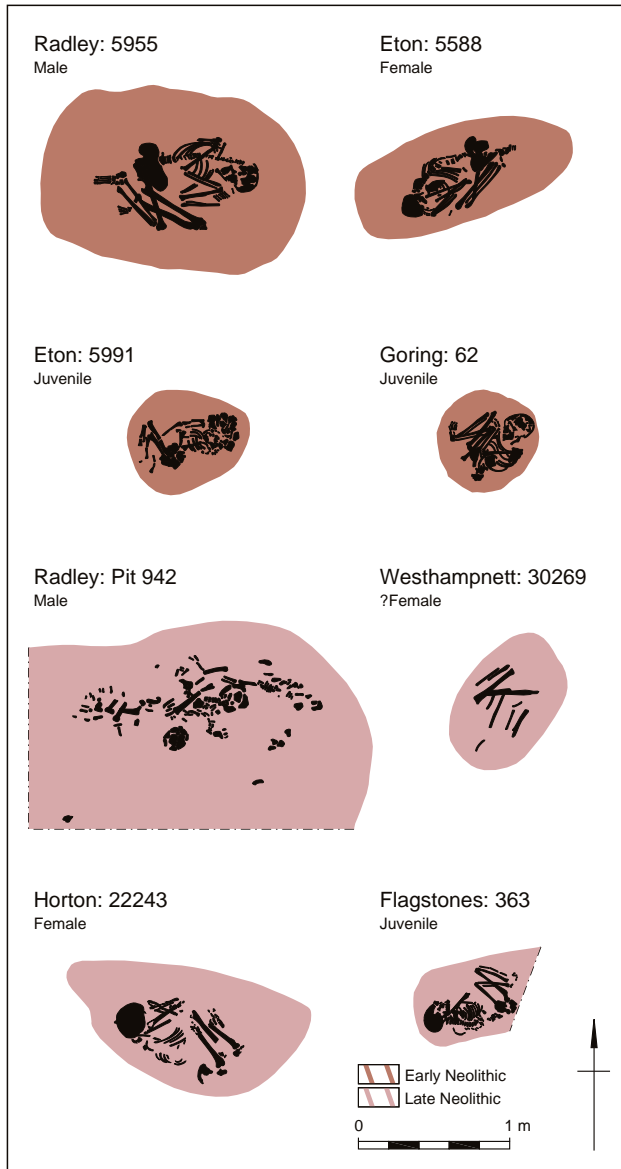 Radley: 5955
Male
Eton: 5588
Female
Eton: 5991
Juvenile
Goring: 62
Juvenile
Radley: Pit 942
Male
Westhampnett: 30269
?Female
Horton: 22243
Female
Flagstones: 363
Juvenile
Early Neolithic
Late Neolithic
0 1 m